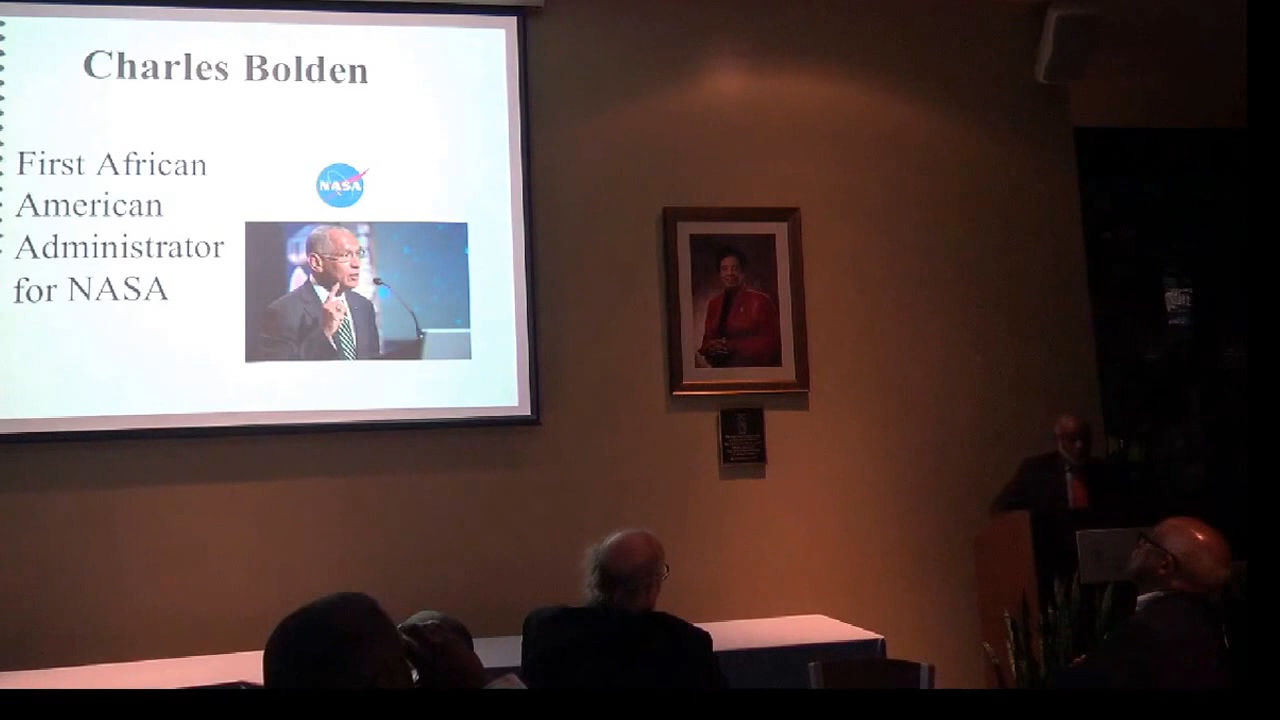 Charles Bolden
First African
American
Administrator
for NASA
NASA